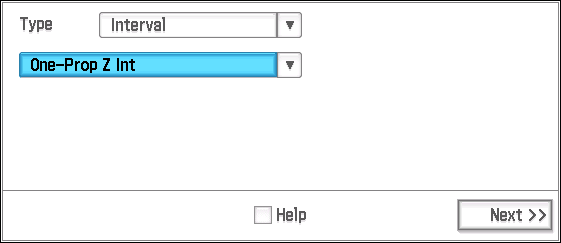 Type Interval
One-Prop Z Int
Help Next >>